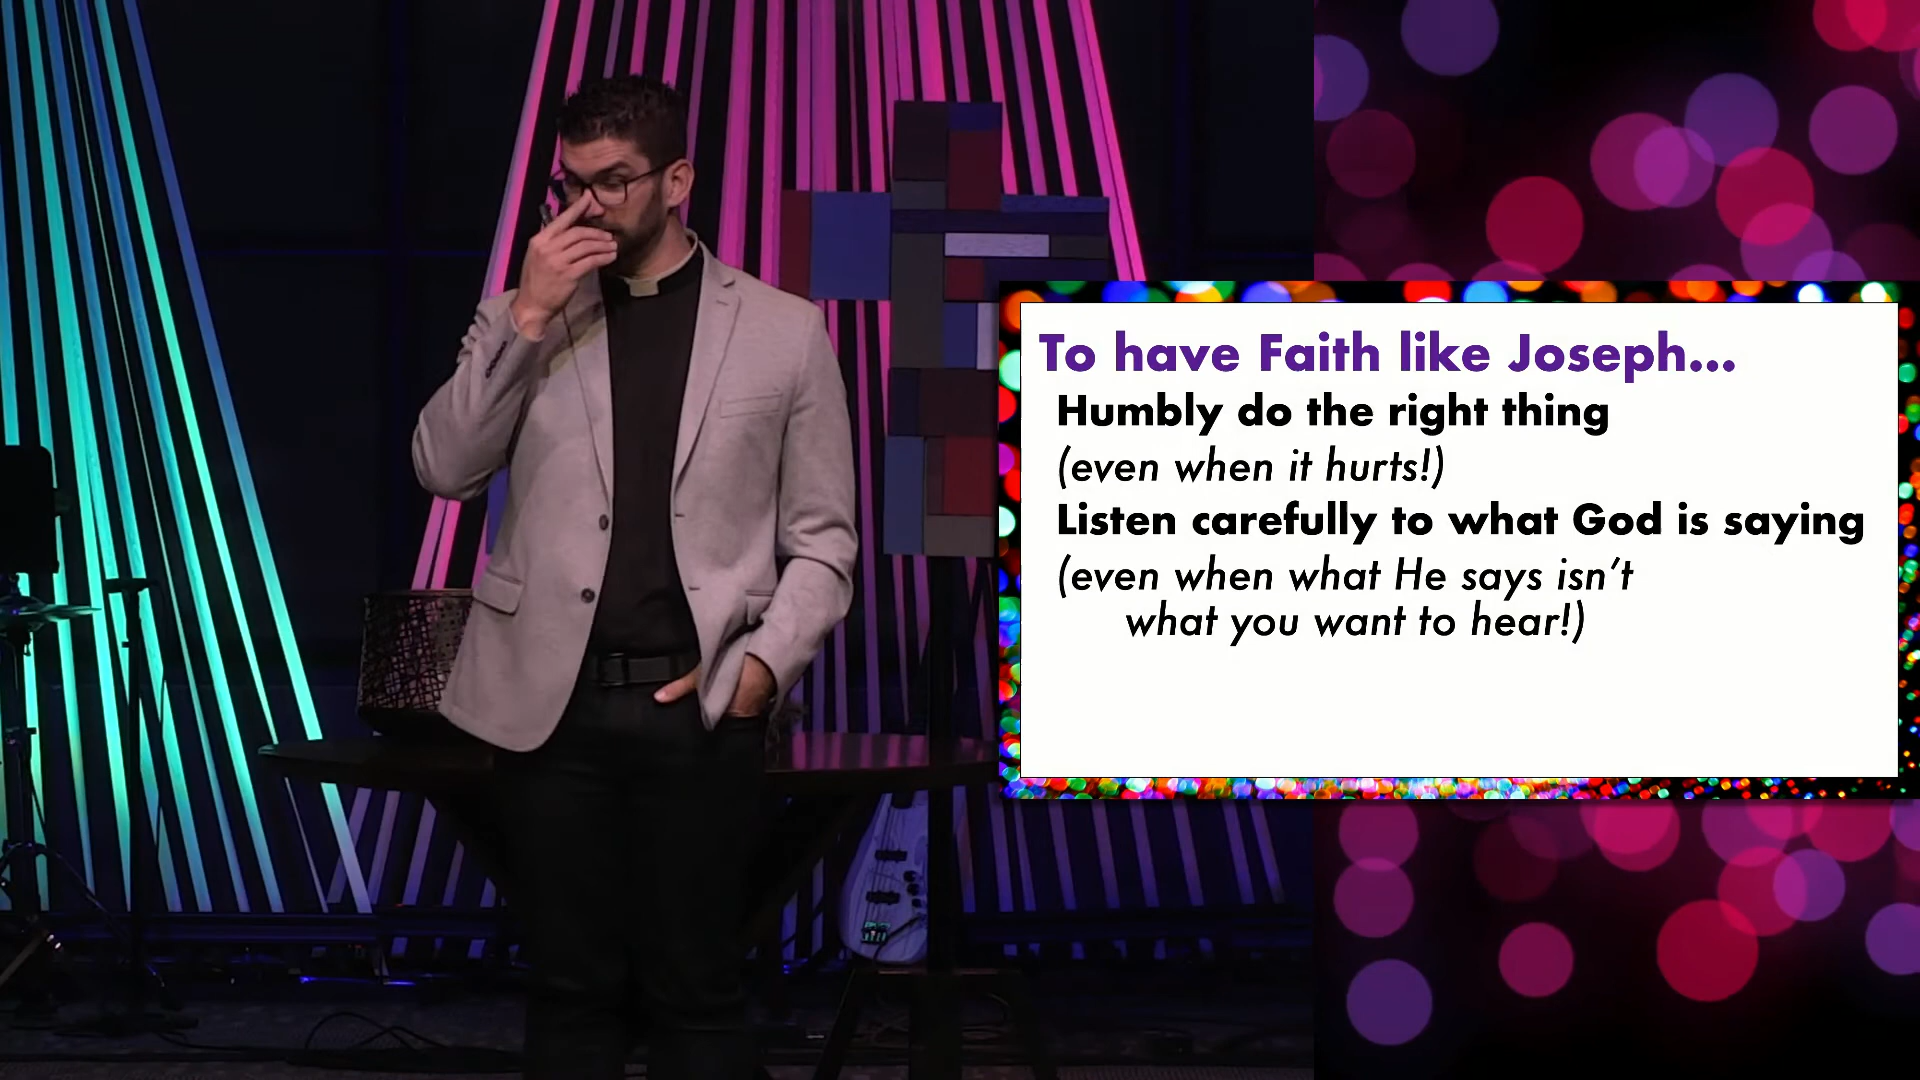 To have Faith like Joseph...
Humbly do the right thing
(even when it hurts!)
Listen carefully to what God is saying
(even when what He says isn't
what you want to hear!)